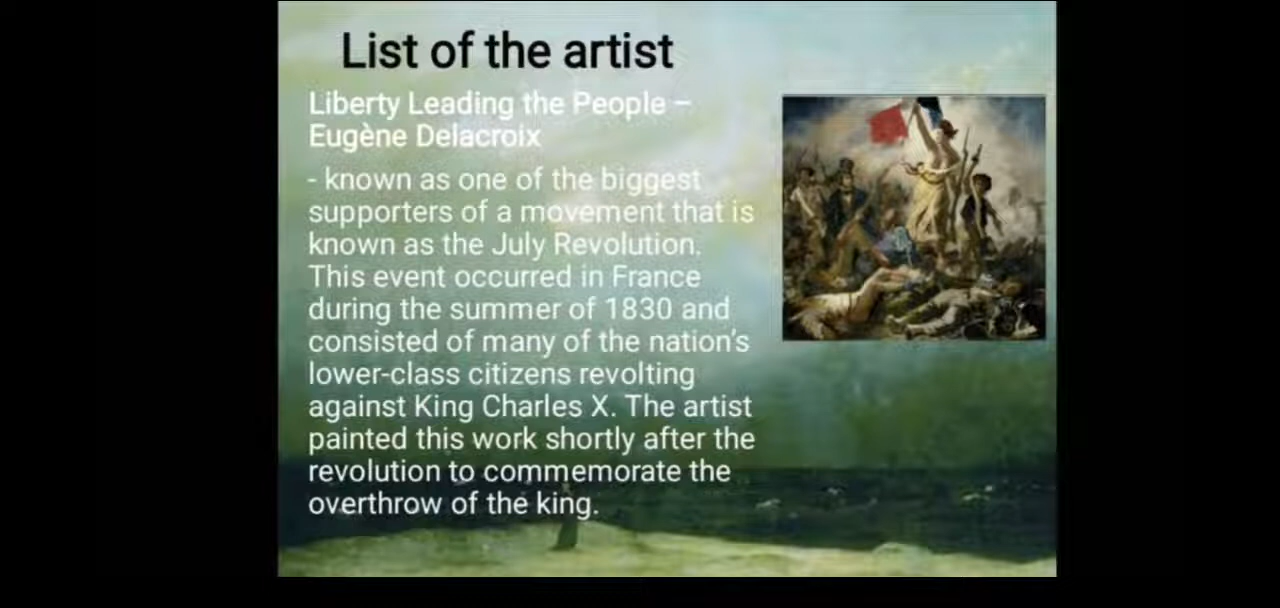 List of the artist
Liberty Leading the People –
Eugène Delacroix
- known as one of the biggest
supporters of a movement that is
known as the July Revolution.
This event occurred in France
during the summer of 1830 and
consisted of many of the nation's
lower-class citizens revolting
against King Charles X. The artist
painted this work shortly after the
revolution to commemorate the
overthrow of the king.